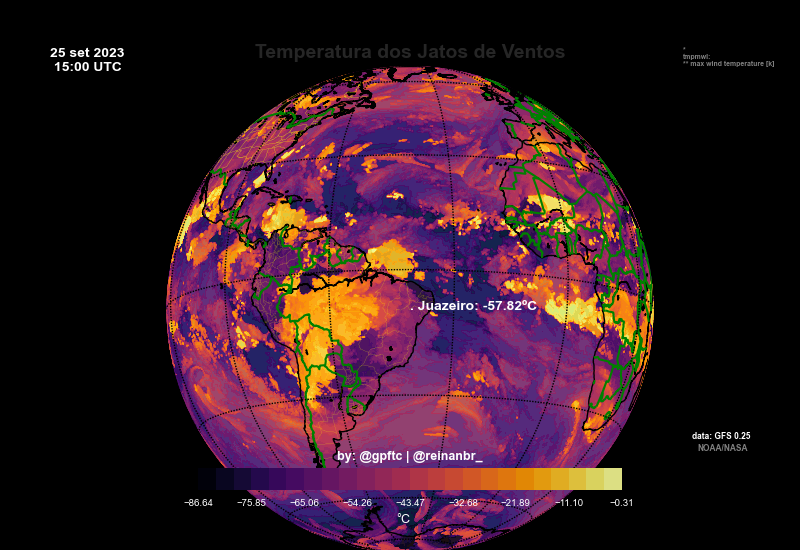 25 set 2023
15:00 UTC
Temperatura dos Jatos de Ventos
*
tmpmwl:
** max wind temperature [k]
. Juazeiro: -57.82ºC
data: GFS 0.25
NOAA/NASA
by: @gpftc | @reinanbr_
−86.64 −75.85 −65.06 −54.26 −43.47 −32.68 −21.89 −11.10 −0.31
°C